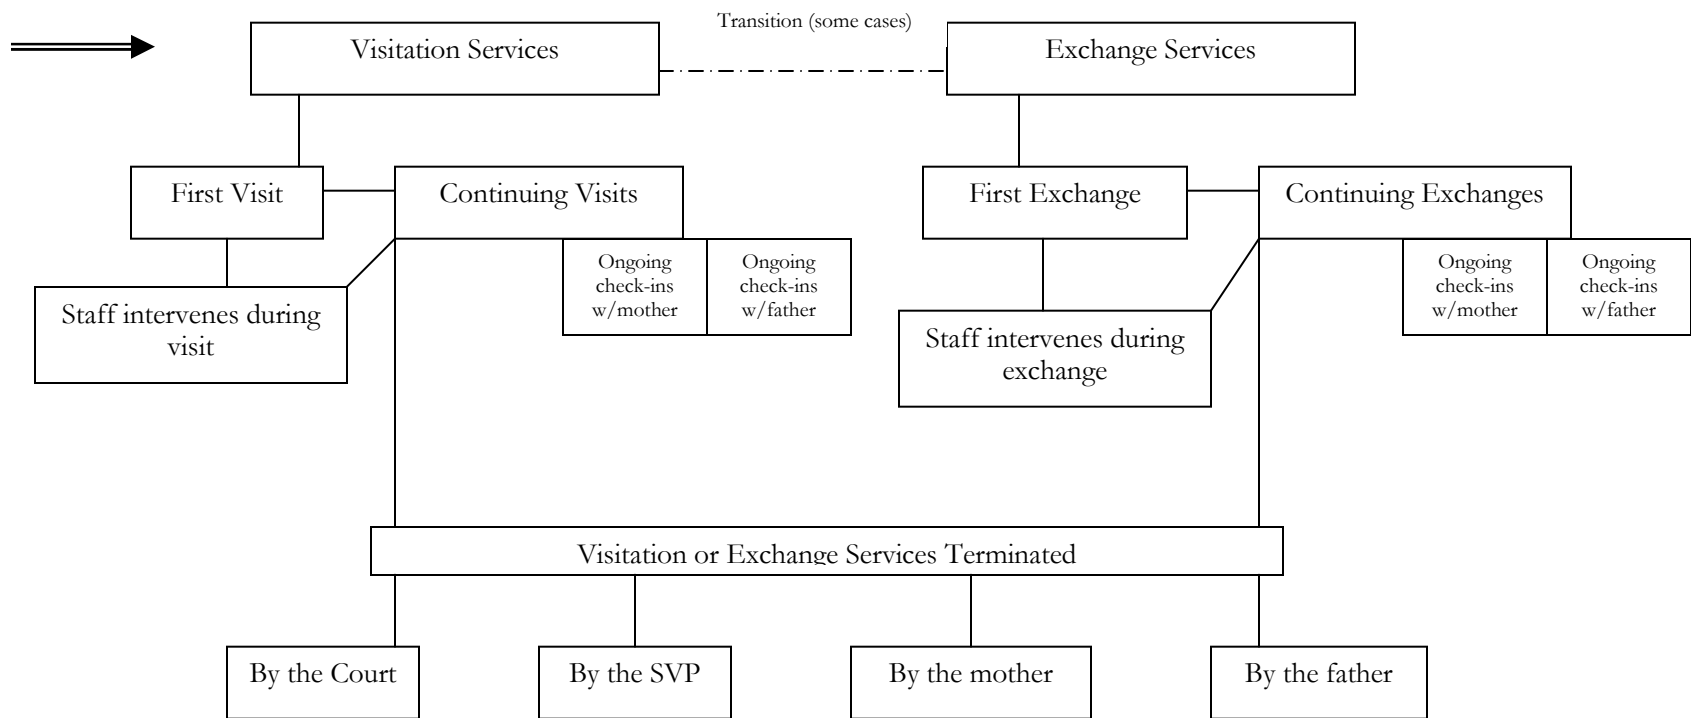 Transition (some cases)
Visitation Services
Exchange Services
First Visit
Continuing Visits
First Exchange
Continuing Exchanges
Ongoing
check-ins
w/mother
Ongoing
check-ins
w/father
Ongoing
check-ins
w/mother
Ongoing
check-ins
w/father
Staff intervenes during
visit
Staff intervenes during
exchange
Visitation or Exchange Services Terminated
By the Court
By the SVP
By the mother
By the father